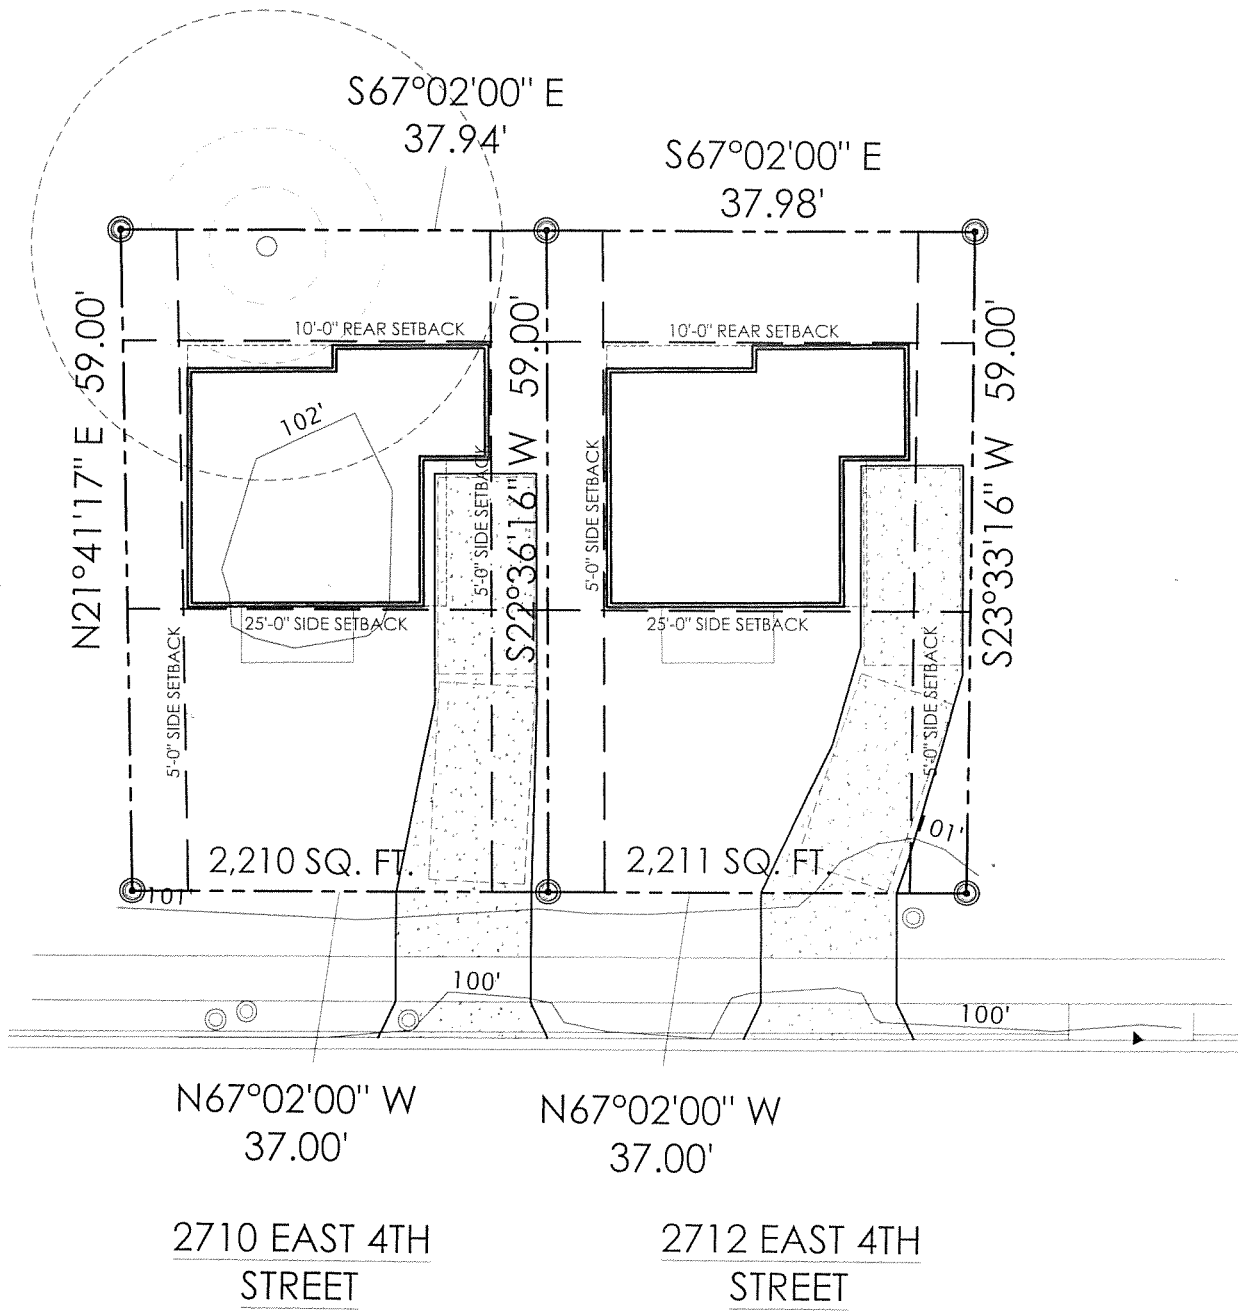 S67°02'00" E
37.94'
S67°02'00" E
37.98'
10'-0" REAR SETBACK
10'-0" REAR SETBACK
N21°41'17" E 59.00'
102'
5'-0" SIDE SETBACK
S22°36'16" W 59.00'
5'-0" SIDE SETBACK
S23°33'16" W 59.00'
25'-0" SIDE SETBACK
25'-0" SIDE SETBACK
5'-0" SIDE SETBACK
5'-0" SIDE SETBACK
101'
2,210 SQ. FT.
2,211 SQ. FT.
101'
100'
100'
N67°02'00" W
37.00'
N67°02'00" W
37.00'
2710 EAST 4TH
STREET
2712 EAST 4TH
STREET